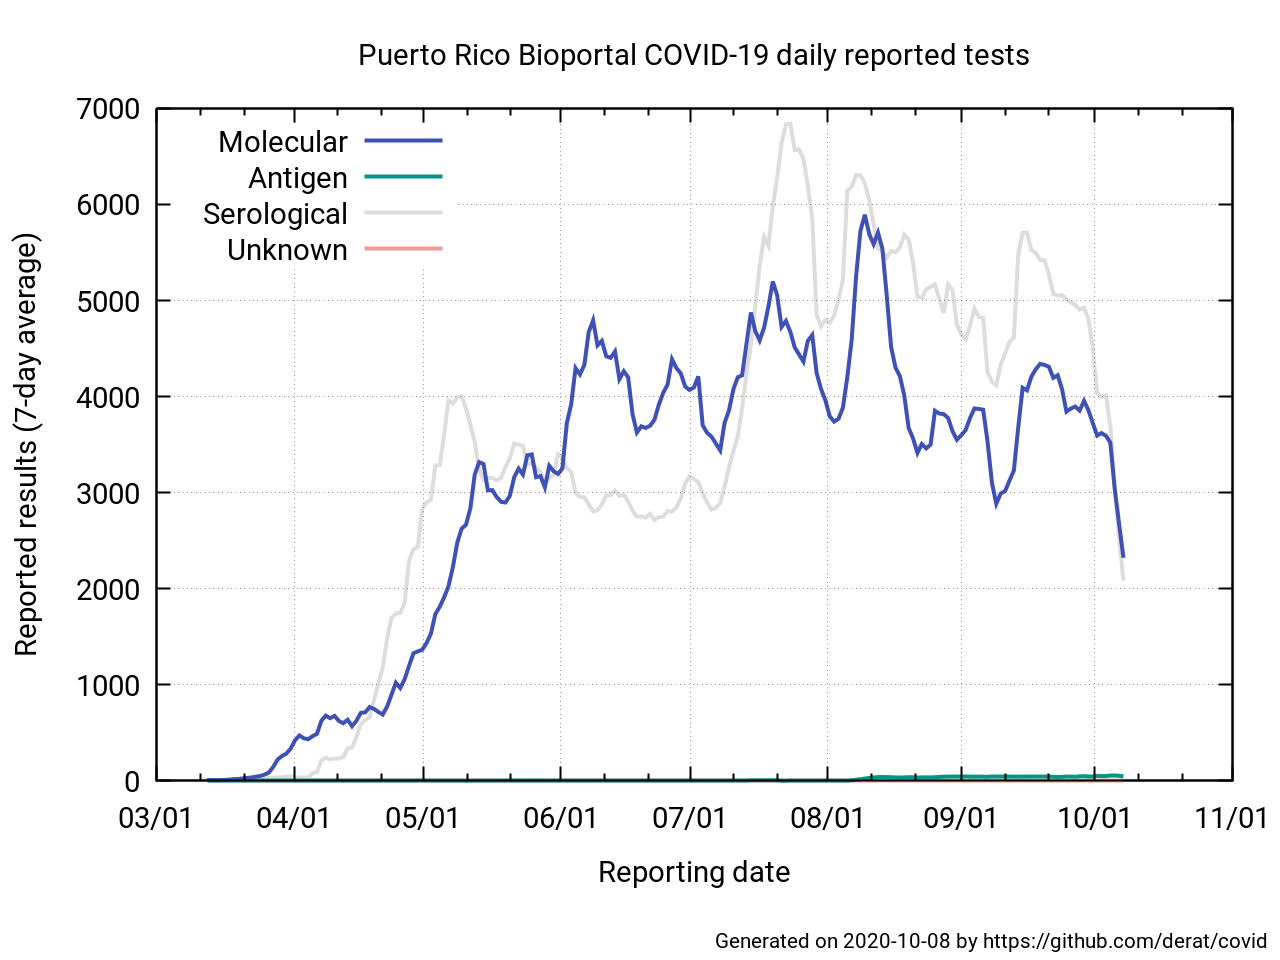 Puerto Rico Bioportal COVID-19 daily reported tests
7000
6000
5000
4000
3000
2000
1000
0
Reported results (7-day average)
Molecular
Antigen
Serological
Unknown
03/01 04/01 05/01 06/01 07/01 08/01 09/01 10/01 11/01
Reporting date
Generated on 2020-10-08 by https://github.com/derat/covid